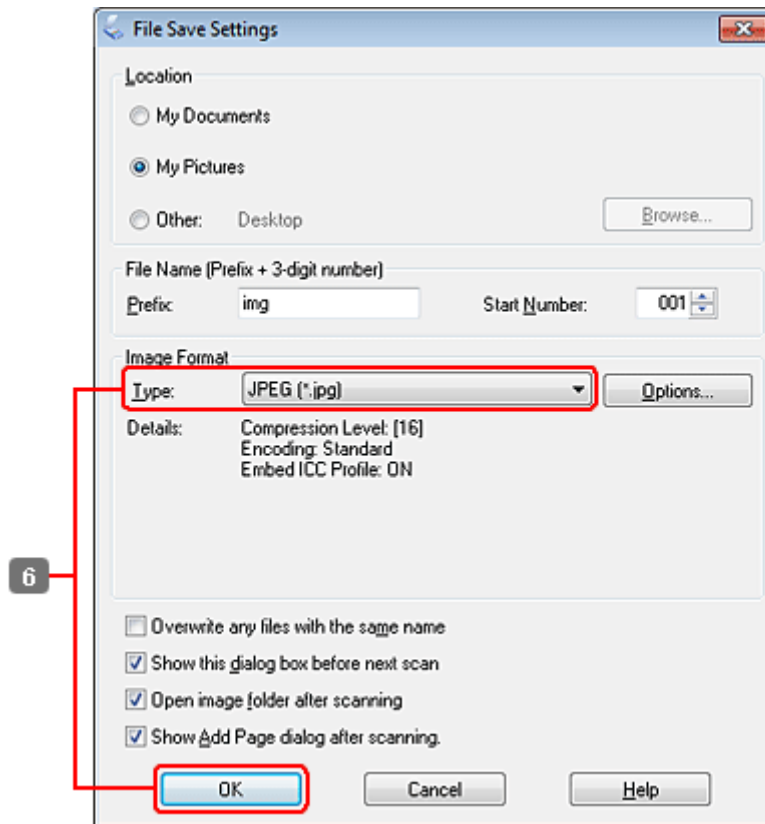 File Save Settings
Location
My Documents
My Pictures
Other: Desktop Browse...
File Name (Prefix + 3-digit number)
Prefix: img Start Number: 001
Image Format
Type: JPEG (*.jpg) Options...
Details: Compression Level: [16]
Encoding: Standard
Embed ICC Profile: ON
6
Overwrite any files with the same name
Show this dialog box before next scan
Open image folder after scanning
Show Add Page dialog after scanning.
OK Cancel Help